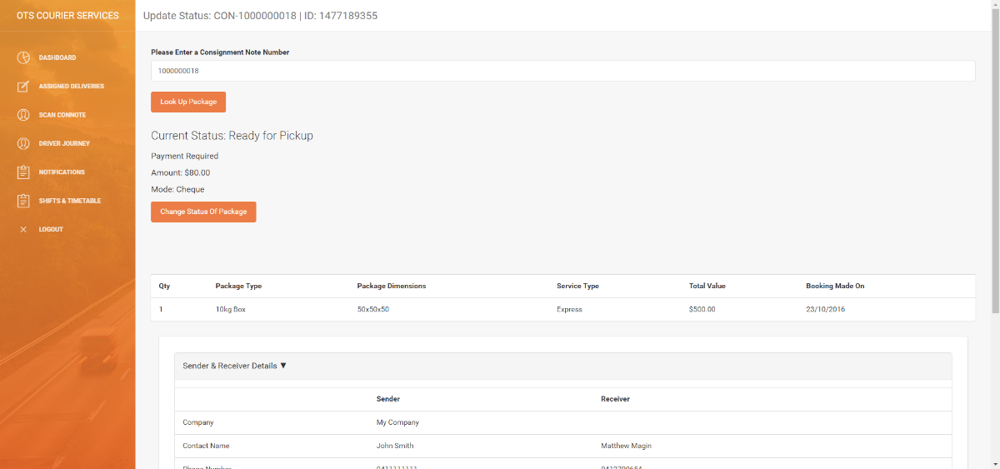 OTS COURIER SERVICES
Update Status: CON-1000000018 | ID: 1477189355
DASHBOARD
ASSIGNED DELIVERIES
SCAN CONNOTE
DRIVER JOURNEY
NOTIFICATIONS
SHIFTS & TIMETABLE
LOGOUT
Please Enter a Consignment Note Number
1000000018
Look Up Package
Current Status: Ready for Pickup
Payment Required
Amount: $80.00
Mode: Cheque
Change Status Of Package
Qty Package Type Package Dimensions Service Type Total Value Booking Made On
1 10kg Box 50x50x50 Express $500.00 23/10/2016
Sender & Receiver Details ▼
Sender Receiver
Company My Company
Contact Name John Smith Matthew Magin
Phone Number